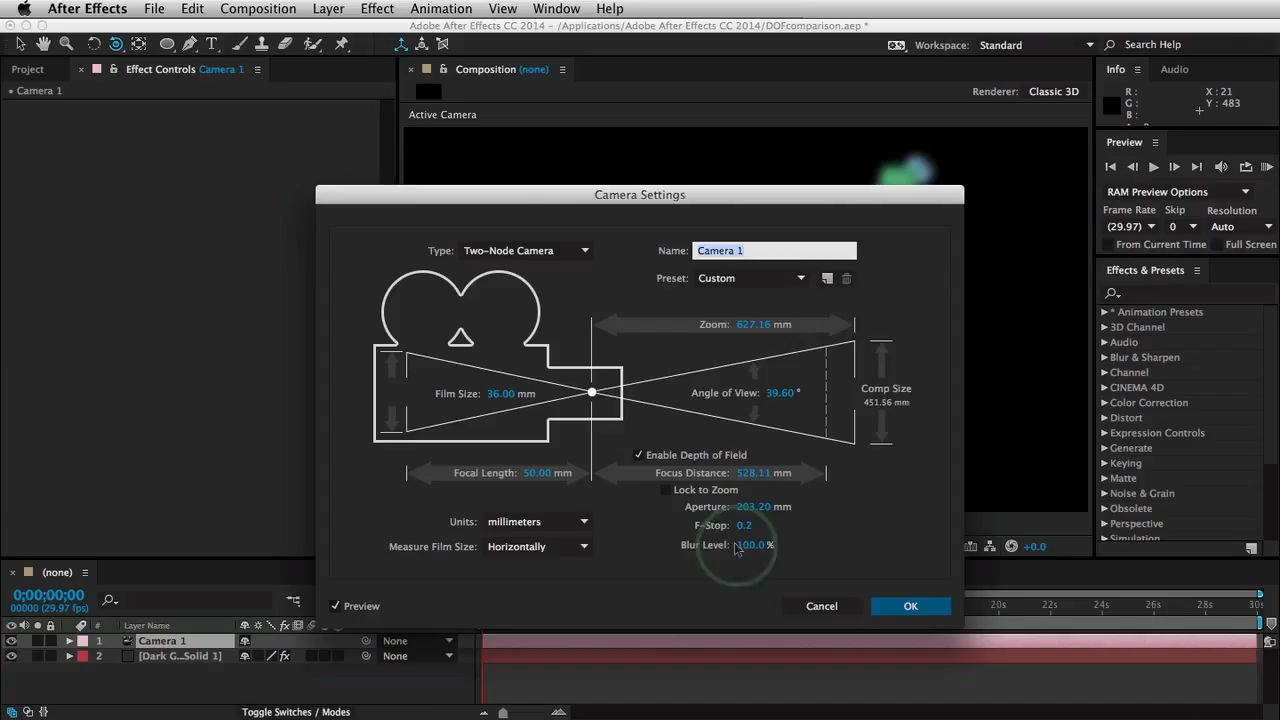 After Effects File Edit Composition Layer Effect Animation View Window Help
Adobe After Effects CC 2014 - /Applications/Adobe After Effects CC 2014/DOFcomparison.aep *
Workspace: Standard Search Help
Project × Effect Controls Camera 1 × Composition (none) Info Audio
• Camera 1
Renderer: Classic 3D
R: X: 21
G: Y: 483
B:
Active Camera
Preview
RAM Preview Options
Frame Rate Skip Resolution
(29.97) 0 Auto
From Current Time Full Screen
Effects & Presets
* Animation Presets
3D Channel
Audio
Blur & Sharpen
Channel
CINEMA 4D
Color Correction
Distort
Expression Controls
Generate
Keying
Matte
Noise & Grain
Obsolete
Perspective
Simulation
Camera Settings
Type: Two-Node Camera Name: Camera 1
Preset: Custom
Zoom: 627.16 mm
Film Size: 36.00 mm Angle of View: 39.60 ° Comp Size
451.56 mm
✓ Enable Depth of Field
Focal Length: 50.00 mm Focus Distance: 528.11 mm
Lock to Zoom
Aperture: 203.20 mm
Units: millimeters F-Stop: 0.2
Measure Film Size: Horizontally Blur Level: 100.0 %
✓ Preview Cancel OK
+0.0
× (none)
0;00;00;00
00000 (29.97 fps)
20s 22s 24s 26s 28s 30s
# Layer Name
1 Camera 1 None
2 [Dark G...Solid 1] None
Toggle Switches / Modes